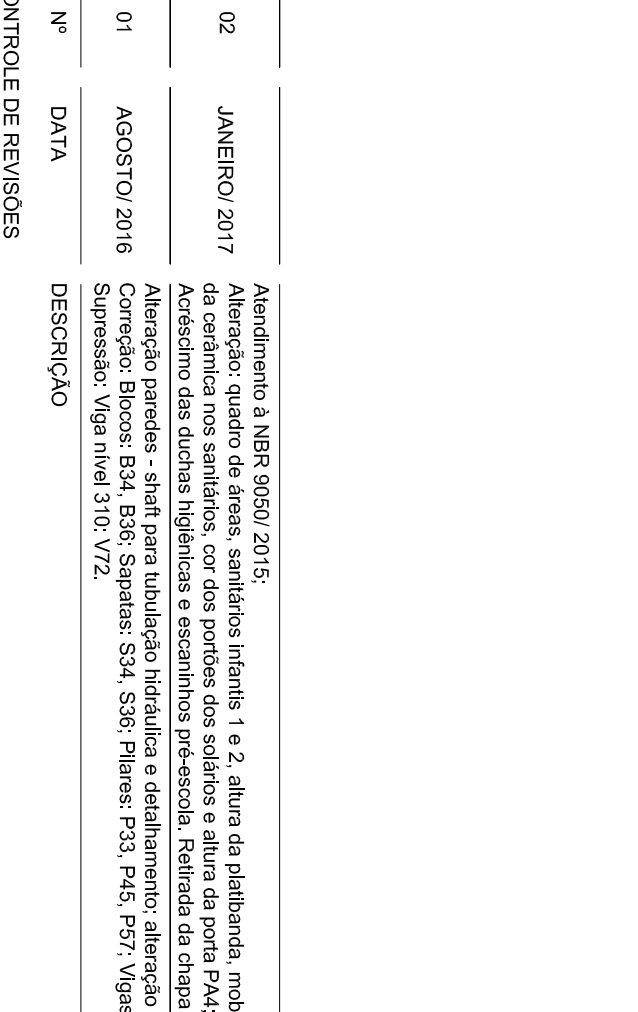 02
JANEIRO/ 2017
Atendimento à NBR 9050/ 2015;
Alteração: quadro de áreas, sanitários infantis 1 e 2, altura da platibanda, mob
da cerâmica nos sanitários, cor dos portões dos solários e altura da porta PA4;
Acréscimo das duchas higiênicas e escaninhos pré-escola. Retirada da chapa
01
AGOSTO/ 2016
Alteração paredes - shaft para tubulação hidráulica e detalhamento; alteração
Correção: Blocos: B34, B36; Sapatas: S34, S36; Pilares: P33, P45, P57; Vigas
Supressão: Viga nível 310: V72.
Nº DATA DESCRIÇÃO
ONTROLE DE REVISÕES